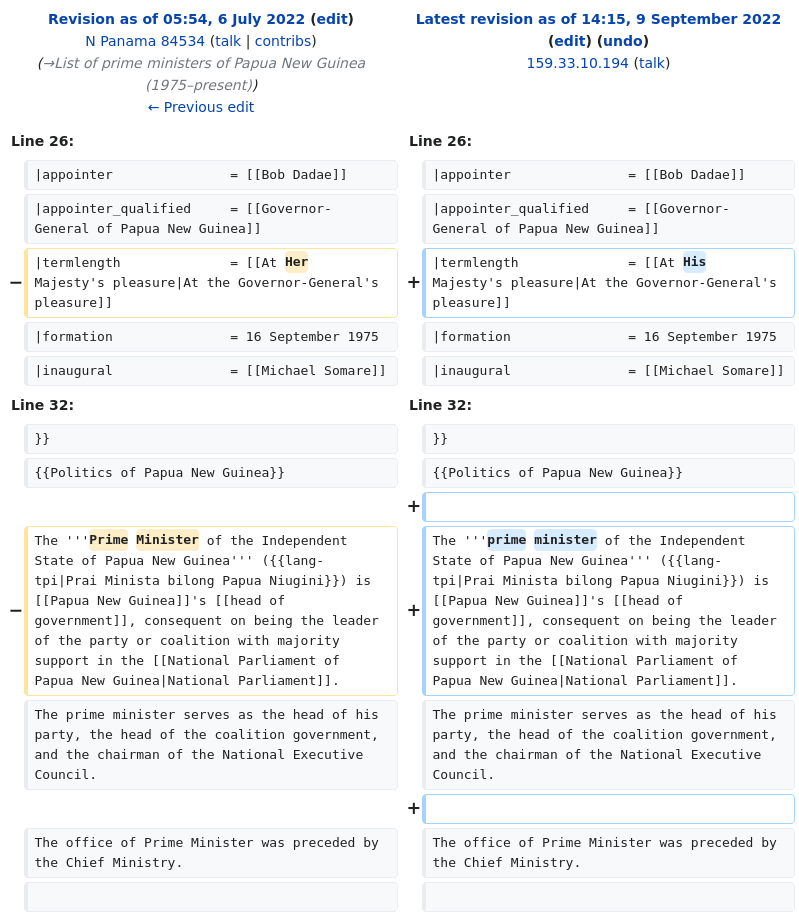 Revision as of 05:54, 6 July 2022 (edit)
N Panama 84534 (talk | contribs)
(→List of prime ministers of Papua New Guinea
(1975–present))
← Previous edit
Latest revision as of 14:15, 9 September 2022
(edit) (undo)
159.33.10.194 (talk)
Line 26:
Line 26:
|appointer               = [[Bob Dadae]]
|appointer               = [[Bob Dadae]]
|appointer_qualified     = [[Governor-
General of Papua New Guinea]]
|appointer_qualified     = [[Governor-
General of Papua New Guinea]]
−
|termlength              = [[At Her
Majesty's pleasure|At the Governor-General's
pleasure]]
+
|termlength              = [[At His
Majesty's pleasure|At the Governor-General's
pleasure]]
|formation               = 16 September 1975
|formation               = 16 September 1975
|inaugural               = [[Michael Somare]]
|inaugural               = [[Michael Somare]]
Line 32:
Line 32:
}}
}}
{{Politics of Papua New Guinea}}
{{Politics of Papua New Guinea}}
+
−
The '''Prime Minister of the Independent
State of Papua New Guinea''' ({{lang-
tpi|Prai Minista bilong Papua Niugini}}) is
[[Papua New Guinea]]'s [[head of
government]], consequent on being the leader
of the party or coalition with majority
support in the [[National Parliament of
Papua New Guinea|National Parliament]].
+
The '''prime minister of the Independent
State of Papua New Guinea''' ({{lang-
tpi|Prai Minista bilong Papua Niugini}}) is
[[Papua New Guinea]]'s [[head of
government]], consequent on being the leader
of the party or coalition with majority
support in the [[National Parliament of
Papua New Guinea|National Parliament]].
The prime minister serves as the head of his
party, the head of the coalition government,
and the chairman of the National Executive
Council.
The prime minister serves as the head of his
party, the head of the coalition government,
and the chairman of the National Executive
Council.
+
The office of Prime Minister was preceded by
the Chief Ministry.
The office of Prime Minister was preceded by
the Chief Ministry.